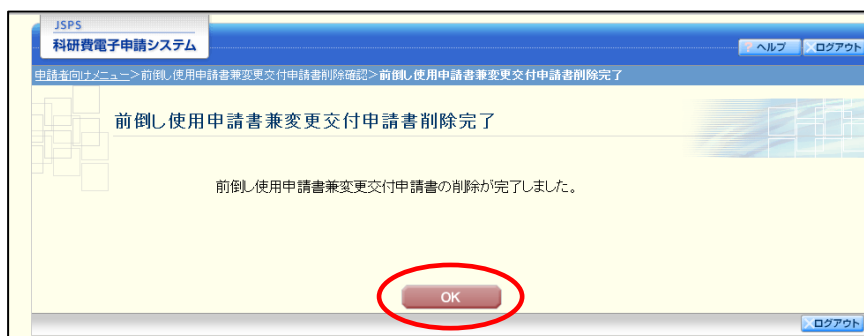 JSPS
科研費電子申請システム
? ヘルプ
ログアウト
申請者向けメニュー>前倒し使用申請書兼変更交付申請書削除確認>前倒し使用申請書兼変更交付申請書削除完了
前倒し使用申請書兼変更交付申請書削除完了
前倒し使用申請書兼変更交付申請書の削除が完了しました。
OK
ログアウト